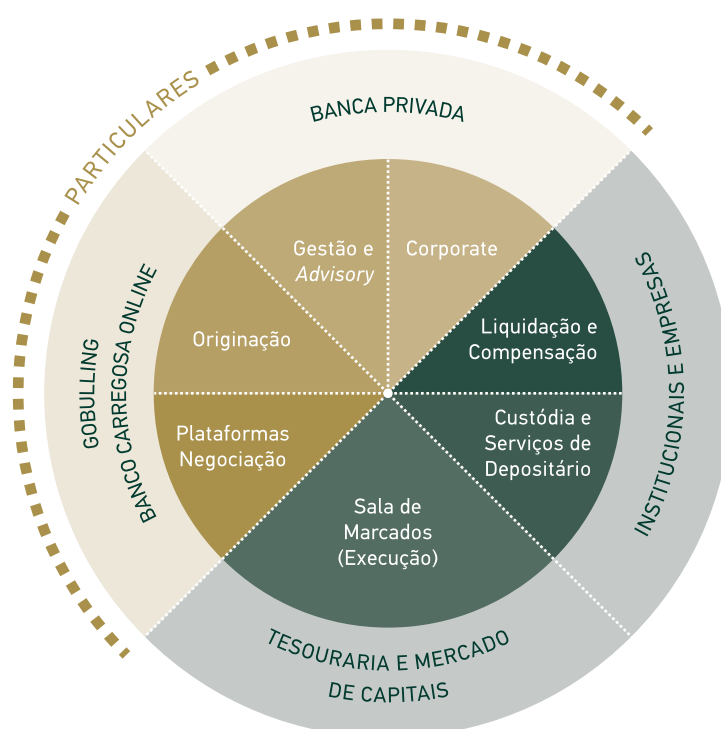 PARTICULARES
BANCA PRIVADA
Gestão e
Advisory
Corporate
Originação
Liquidação e
Compensação
Plataformas
Negociação
Custódia e
Serviços de
Depositário
Sala de
Marcados
(Execução)
GOBULLING
BANCO CARREGOSA ONLINE
INSTITUCIONAIS E EMPRESAS
TESOURARIA E MERCADO
DE CAPITAIS